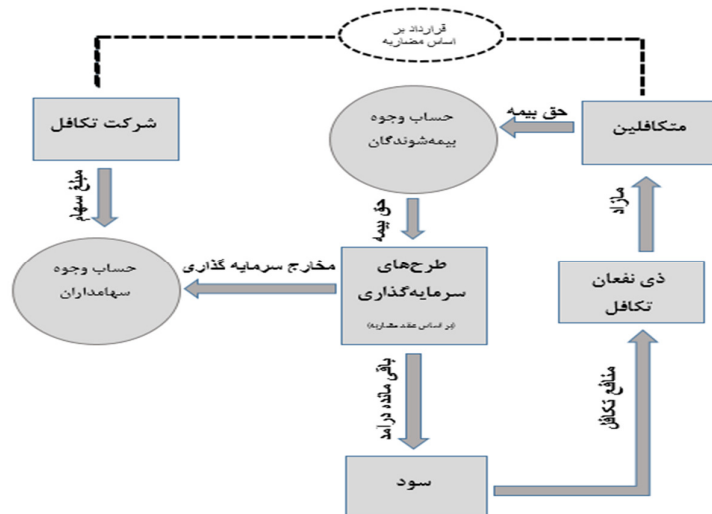 قرارداد بر
اساس مضاربه
متکافلین
حق بیمه
حساب وجوه
بیمه‌شوندگان
شرکت تکافل
مازاد
حق بیمه
مبلغ سهام
ذی نفعان
تکافل
طرح‌های
سرمایه‌گذاری
(بر اساس عقد مضاربه)
مخارج سرمایه گذاری
حساب وجوه
سهامداران
منافع تکافل
باقی مانده درآمد
سود